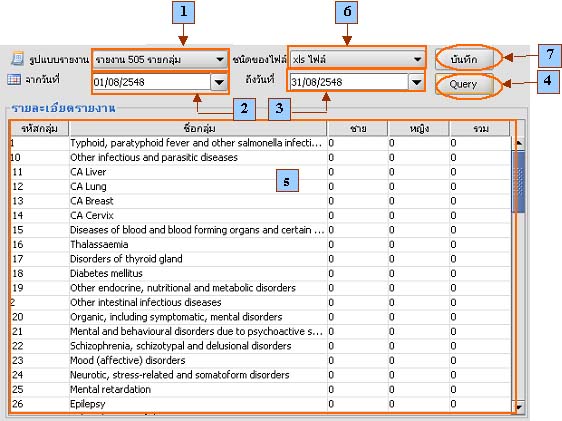 1
6
รูปแบบรายงาน รายงาน 505 รายกลุ่ม ชนิดของไฟล์ xls ไฟล์ บันทึก 7
จากวันที่ 01/08/2548 ถึงวันที่ 31/08/2548 Query 4
2 3
รายละเอียดรายงาน
รหัสกลุ่ม ชื่อกลุ่ม ชาย หญิง รวม
1 Typhoid, paratyphoid fever and other salmonella infecti... 0 0 0
10 Other infectious and parasitic diseases 0 0 0
11 CA Liver 0 0 0
5
12 CA Lung 0 0 0
13 CA Breast 0 0 0
14 CA Cervix 0 0 0
15 Diseases of blood and blood forming organs and certain ... 0 0 0
16 Thalassaemia 0 0 0
17 Disorders of thyroid gland 0 0 0
18 Diabetes mellitus 0 0 0
19 Other endocrine, nutritional and metabolic disorders 0 0 0
2 Other intestinal infectious diseases 0 0 0
20 Organic, including symptomatic, mental disorders 0 0 0
21 Mental and behavioural disorders due to psychoactive s... 0 0 0
22 Schizophrenia, schizotypal and delusional disorders 0 0 0
23 Mood (affective) disorders 0 0 0
24 Neurotic, stress-related and somatoform disorders 0 0 0
25 Mental retardation 0 0 0
26 Epilepsy 0 0 0